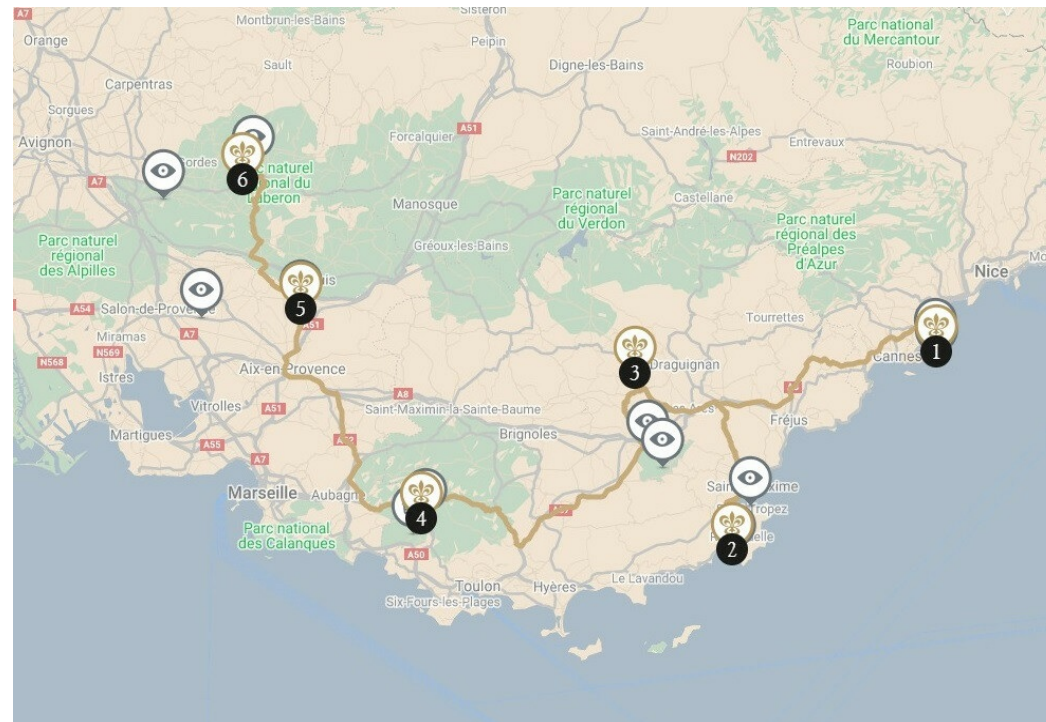 A7
Sisteron
Montbrun-les-Bains
Parc national
du Mercantour
Orange
Peipin
Sault
Digne-les-Bains
Roubion
Carpentras
Sorgues
Forcalquier
A51
Saint-André-les-Alpes
Avignon
Entrevaux
N202
6
A7
Manosque
Parc naturel
régional
du Verdon
Castellane
Parc naturel
régional des
Préalpes
d'Azur
Parc naturel
régional
des Alpilles
Gréoux-les-Bains
Nice
A54
Salon-de-Provence
5
A51
A7
Tourrettes
Miramas
N569
N568
Istres
Cannes
1
3
Draguignan
Aix-en-Provence
A8
Vitrolles
A51
Saint-Maximin-la-Sainte-Baume
Fréjus
Martigues
A55
Brignoles
A7
Marseille
Aubagne
4
2
Parc national
des Calanques
A50
Toulon
Hyères
Le Lavandou
Six-Fours-les-Plages